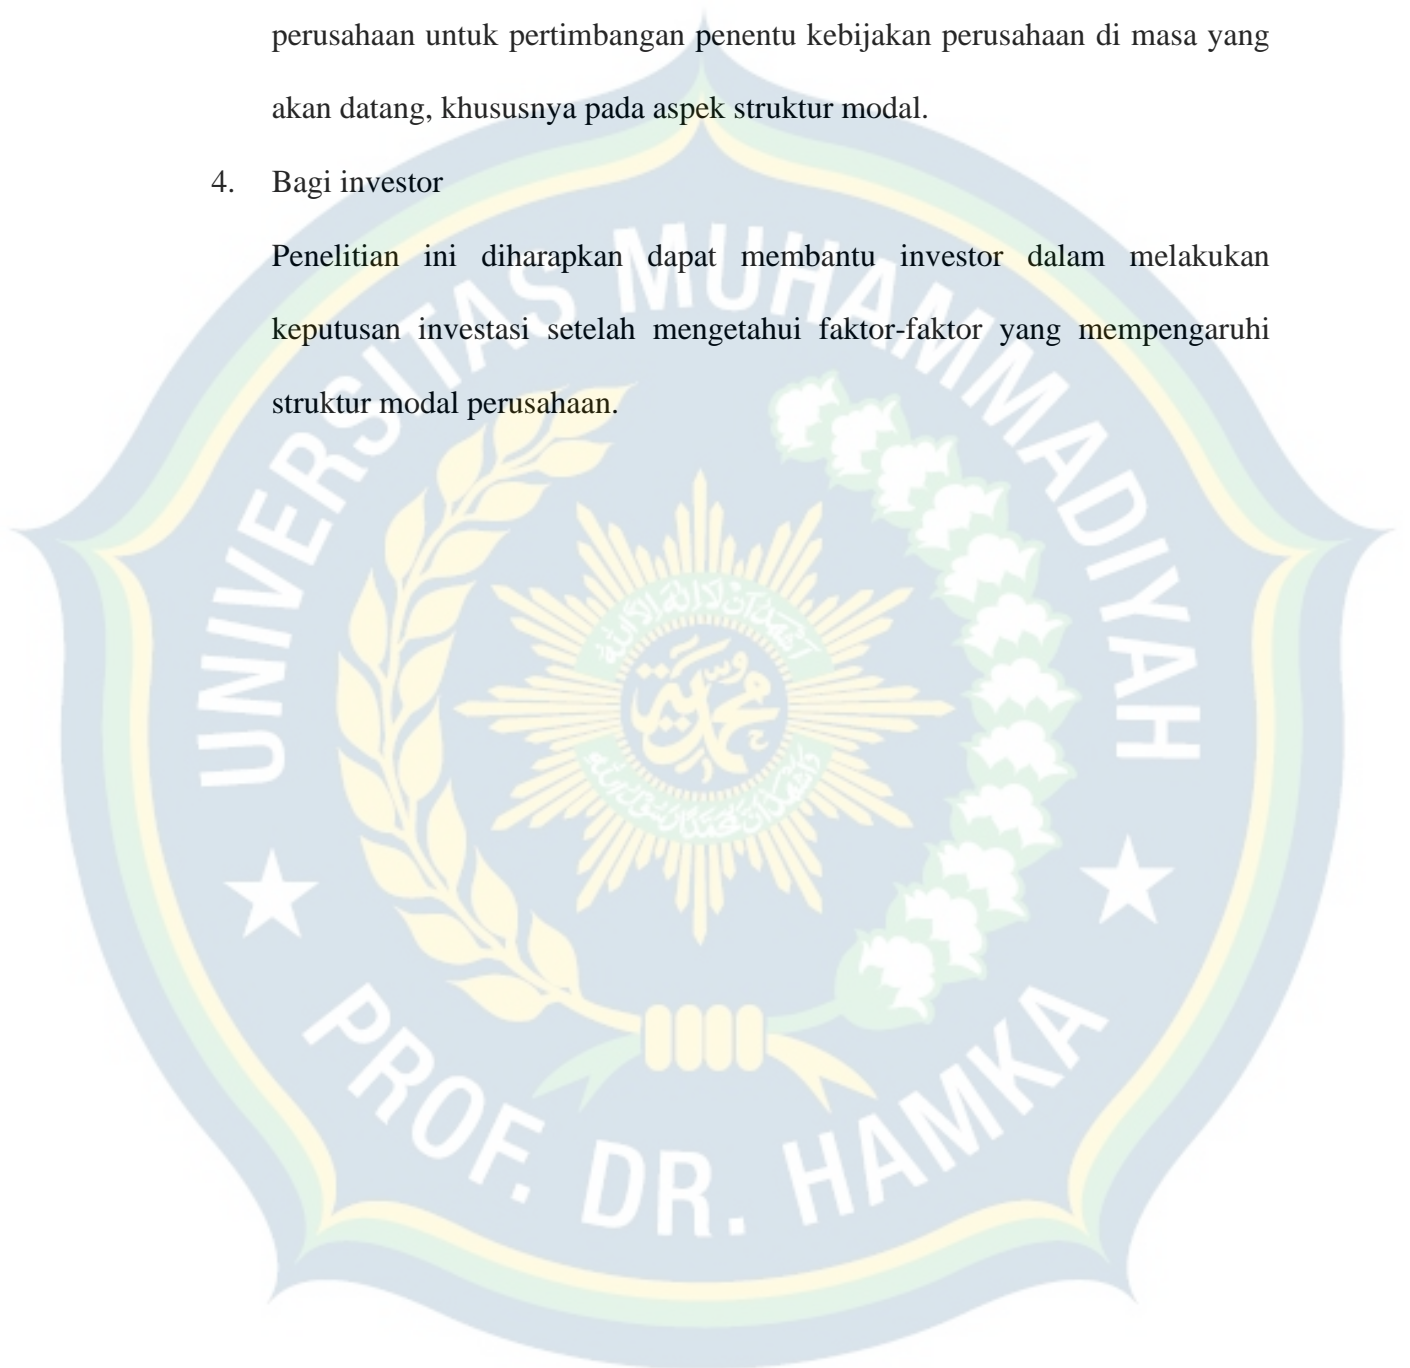 perusahaan untuk pertimbangan penentu kebijakan perusahaan di masa yang
akan datang, khususnya pada aspek struktur modal.
4. Bagi investor
Penelitian ini diharapkan dapat membantu investor dalam melakukan
keputusan investasi setelah mengetahui faktor-faktor yang mempengaruhi
struktur modal perusahaan.
UNIVERSITAS MUHAMMADIYAH
PROF. DR. HAMKA